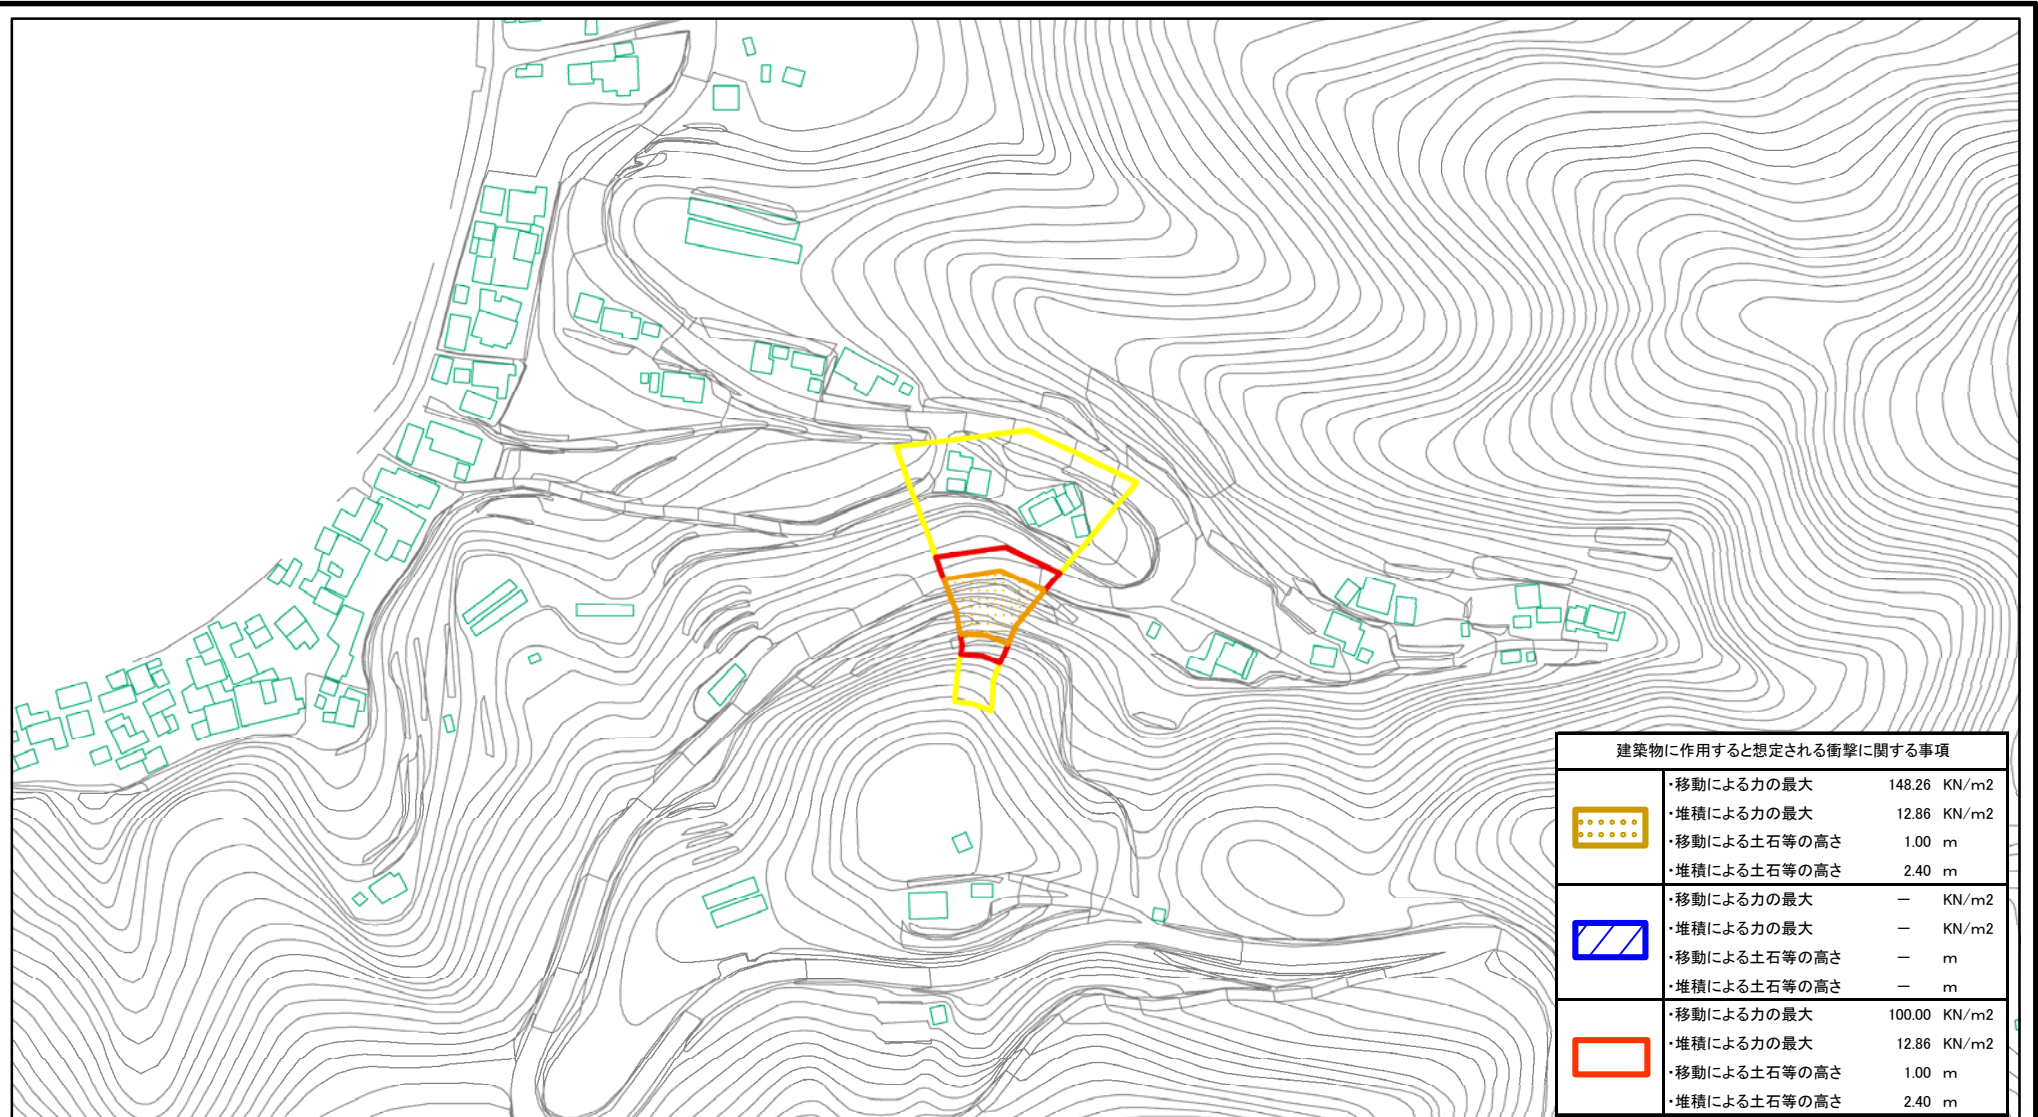 建築物に作用すると想定される衝撃に関する事項
・移動による力の最大 148.26 KN/m2
・堆積による力の最大 12.86 KN/m2
・移動による土石等の高さ 1.00 m
・堆積による土石等の高さ 2.40 m
・移動による力の最大 － KN/m2
・堆積による力の最大 － KN/m2
・移動による土石等の高さ － m
・堆積による土石等の高さ － m
・移動による力の最大 100.00 KN/m2
・堆積による力の最大 12.86 KN/m2
・移動による土石等の高さ 1.00 m
・堆積による土石等の高さ 2.40 m